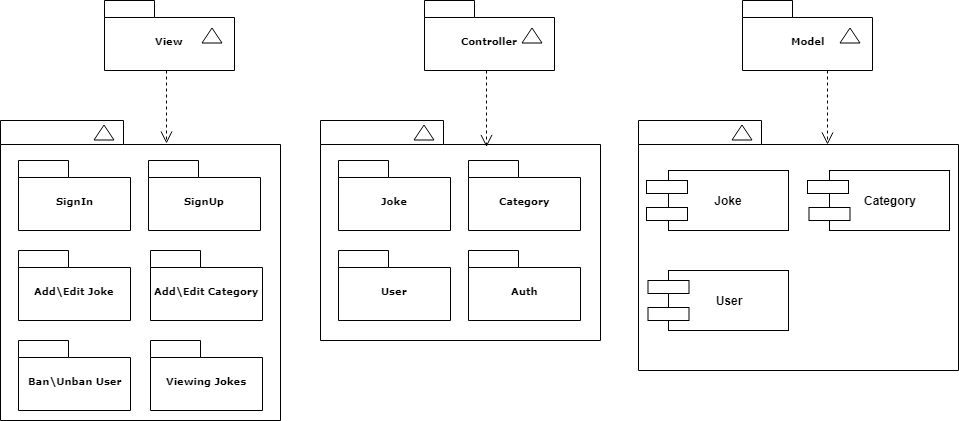 View
Controller
Model
SignIn
SignUp
Joke
Category
Joke
Category
Add\Edit Joke
Add\Edit Category
User
Auth
User
Ban\Unban User
Viewing Jokes